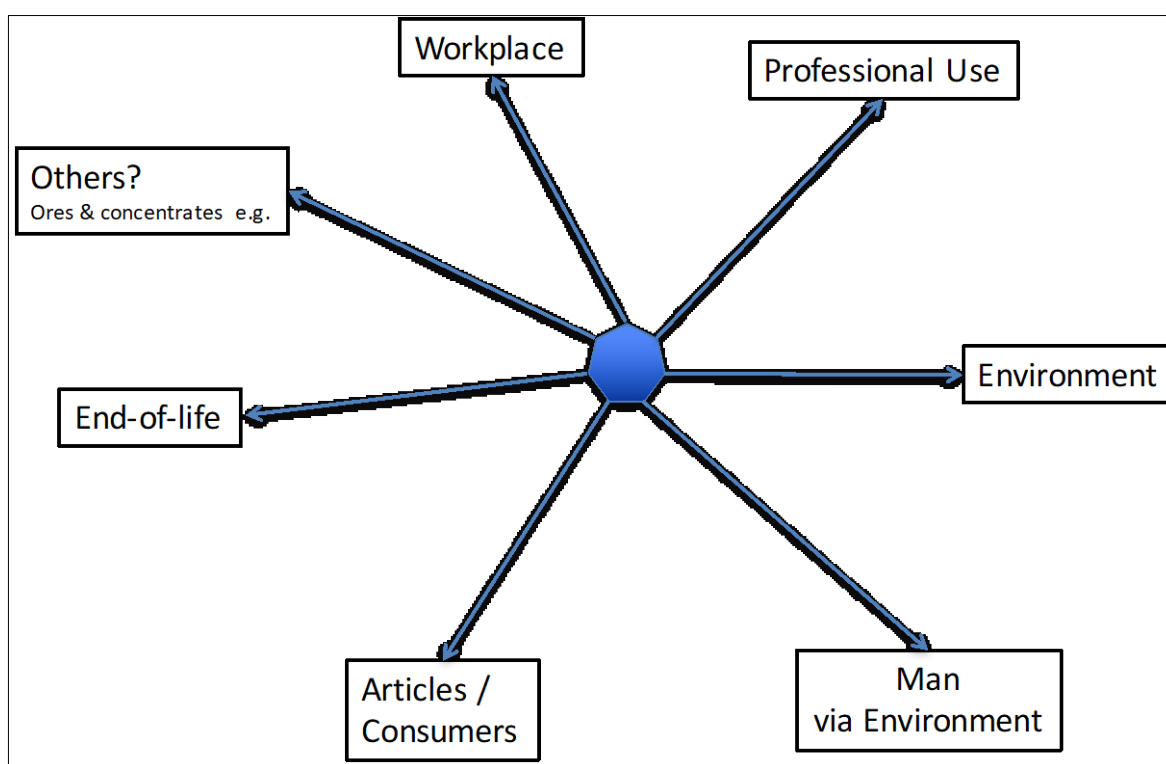 Workplace
Professional Use
Others?
Ores & concentrates e.g.
Environment
End-of-life
Articles /
Consumers
Man
via Environment